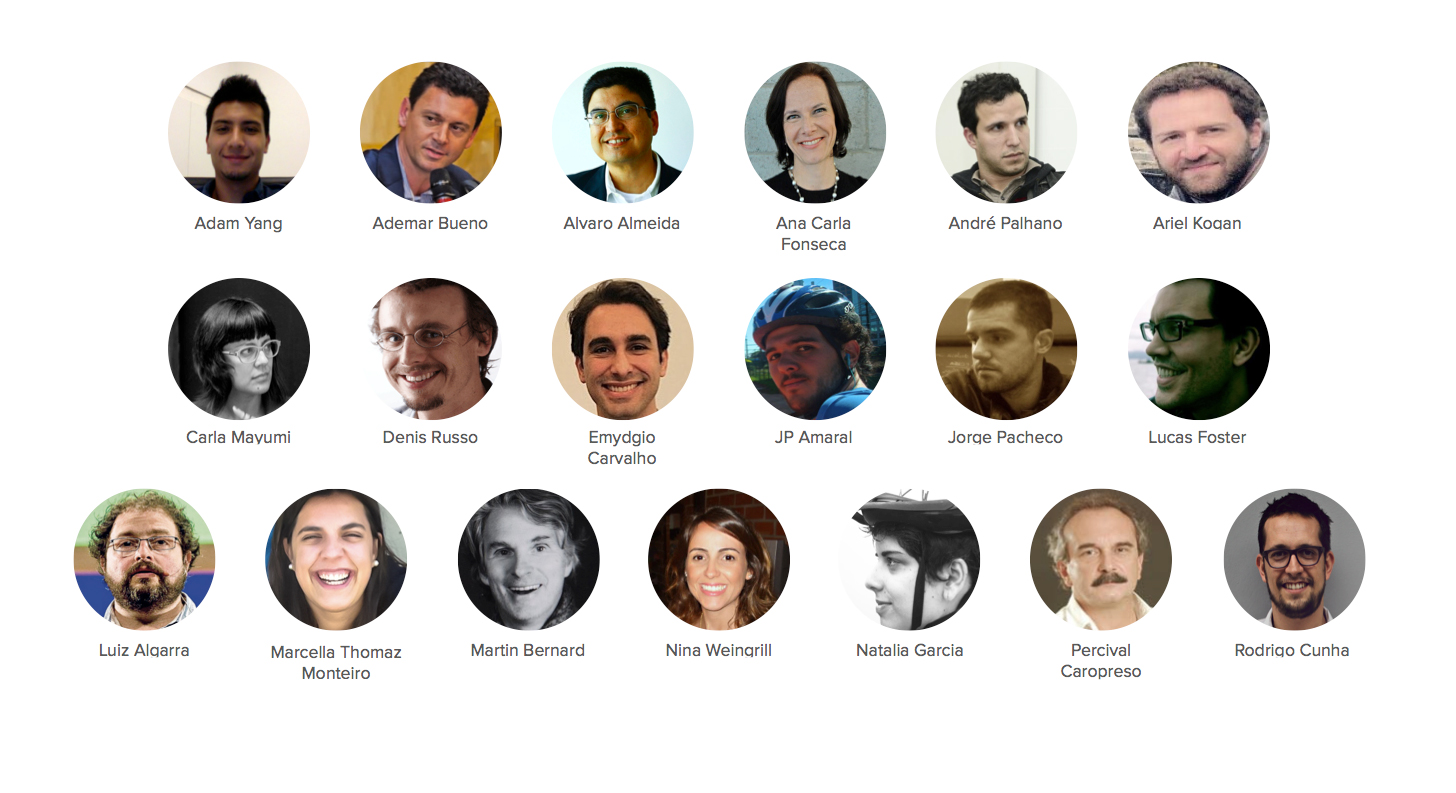 Adam Yang
Ademar Bueno
Alvaro Almeida
Ana Carla
Fonseca
André Palhano
Ariel Kogan
Carla Mayumi
Denis Russo
Emydgio
Carvalho
JP Amaral
Jorge Pacheco
Lucas Foster
Luiz Algarra
Marcella Thomaz
Monteiro
Martin Bernard
Nina Weingrill
Natalia Garcia
Percival
Caropreso
Rodrigo Cunha